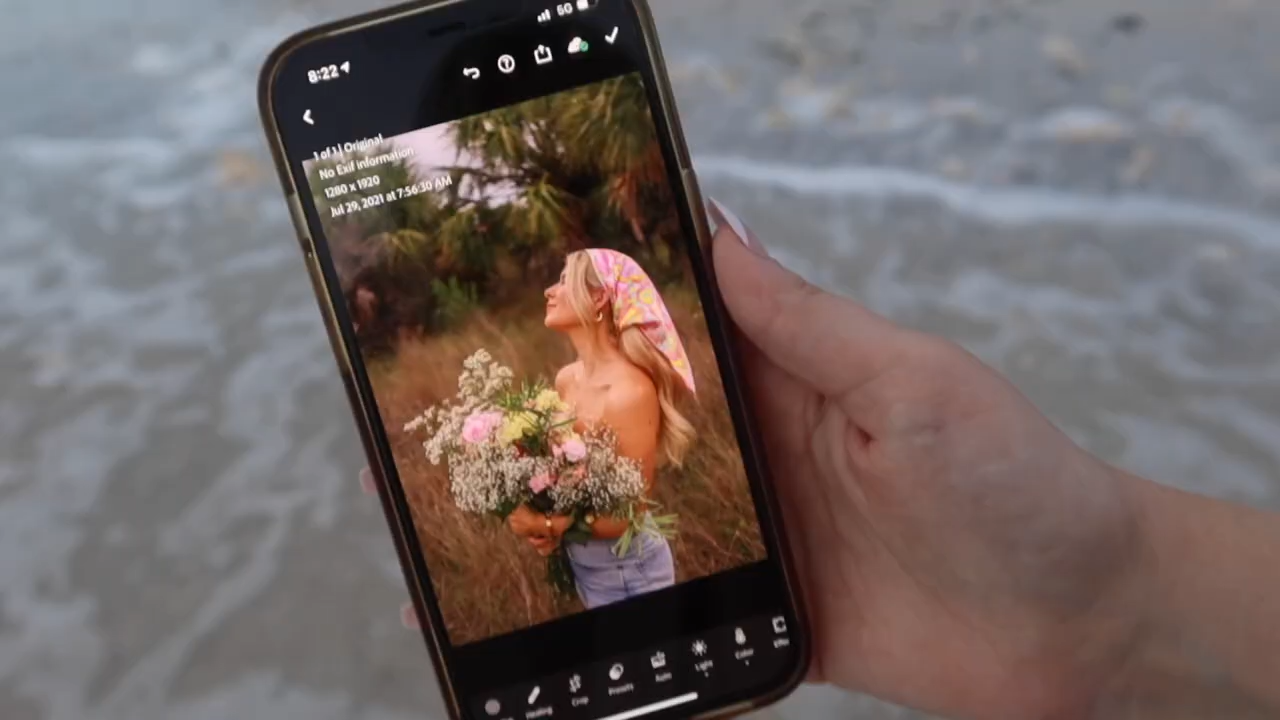 5G
8:22
1 of 1 | Original
No Exif information
1280 x 1920
Jul 29, 2021 at 7:56:30 AM
Healing
Crop
Presets
Auto
Light
Color